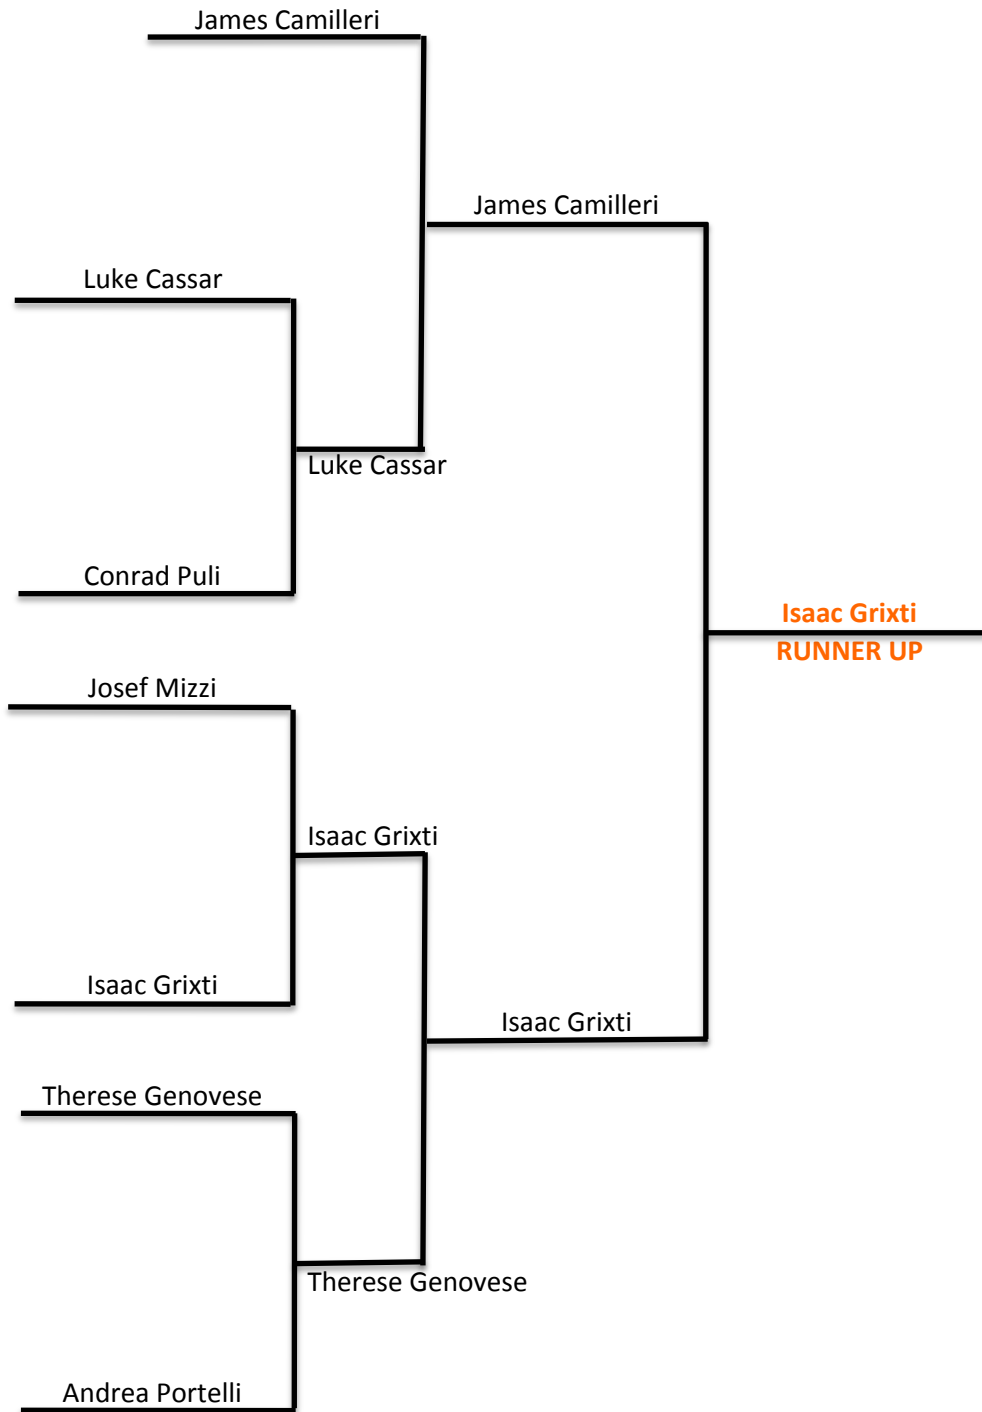 James Camilleri
James Camilleri
Luke Cassar
Luke Cassar
Conrad Puli
Isaac Grixti
RUNNER UP
Josef Mizzi
Isaac Grixti
Isaac Grixti
Isaac Grixti
Therese Genovese
Therese Genovese
Andrea Portelli